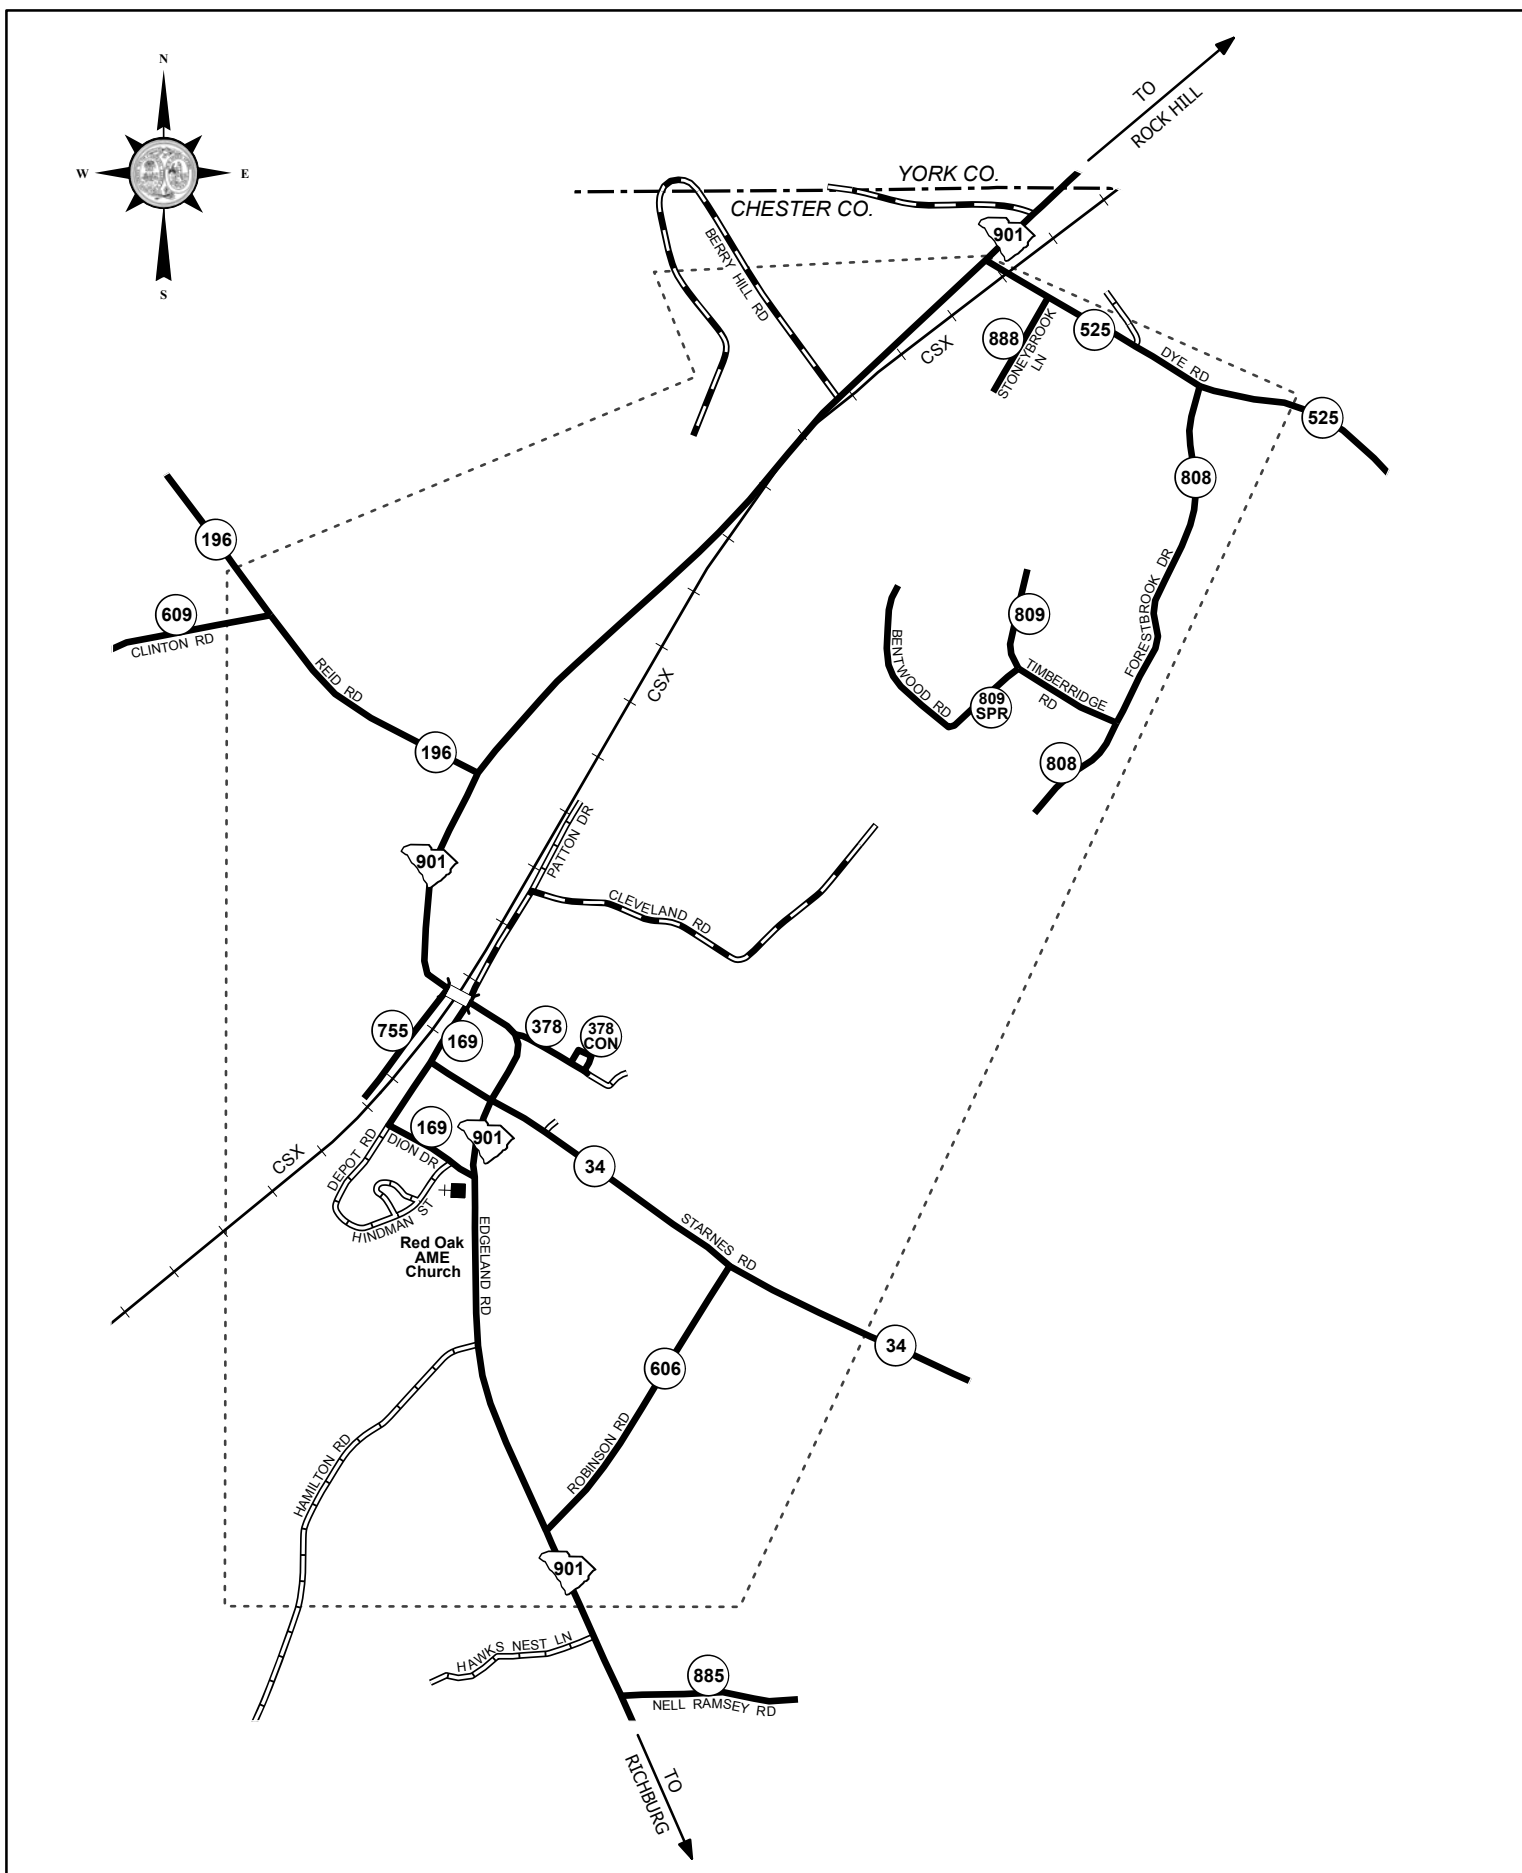 N
W
E
S
TO
ROCK HILL
YORK CO.
CHESTER CO.
901
BERRY HILL RD
CSX
888
STONEYBROOK
LN
525
DYE RD
525
808
196
609
CLINTON RD
REID RD
196
FORESTBROOK DR
809
BENTWOOD RD
TIMBERRIDGE
RD
809
SPR
808
CSX
901
PATTON DR
CLEVELAND RD
755
169
378
378
CON
169
901
DION DR
DEPOT RD
HINDMAN ST
CSX
34
Red Oak
AME
Church
EDGELAND RD
STARNES RD
34
606
ROBINSON RD
HAMILTON RD
901
HAWKS NEST LN
885
NELL RAMSEY RD
TO
RICHBURG